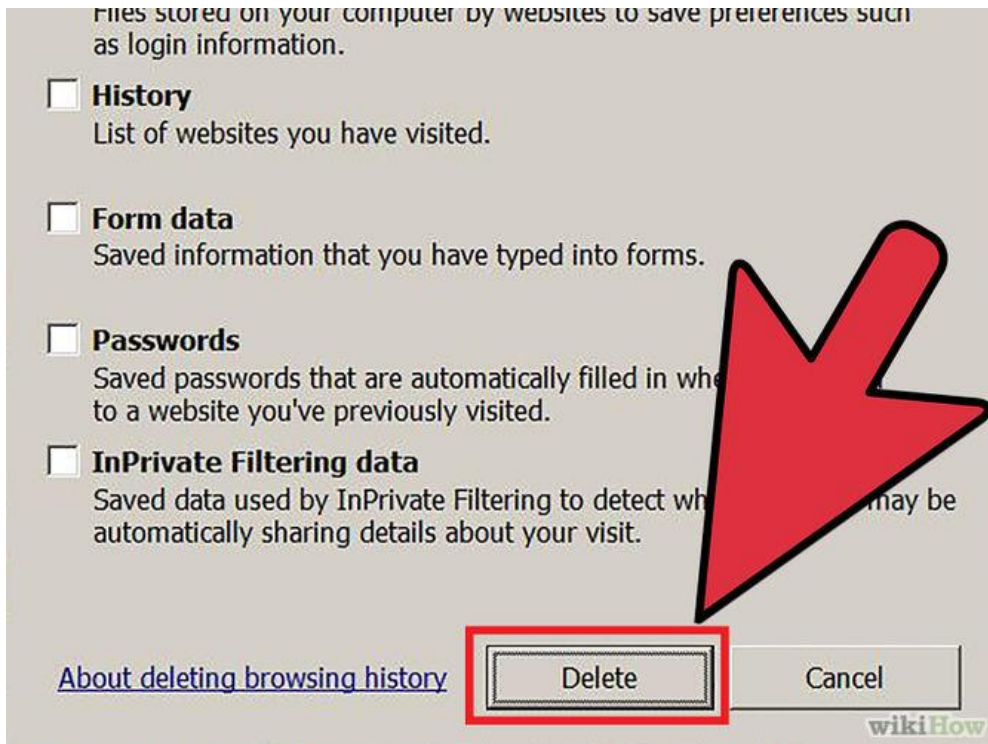 Files stored on your computer by websites to save preferences such
as login information.
History
List of websites you have visited.
Form data
Saved information that you have typed into forms.
Passwords
Saved passwords that are automatically filled in
to a website you've previously visited.
InPrivate Filtering data
Saved data used by InPrivate Filtering to detect may be
automatically sharing details about your visit.
About deleting browsing history
Delete
Cancel
wikiHow